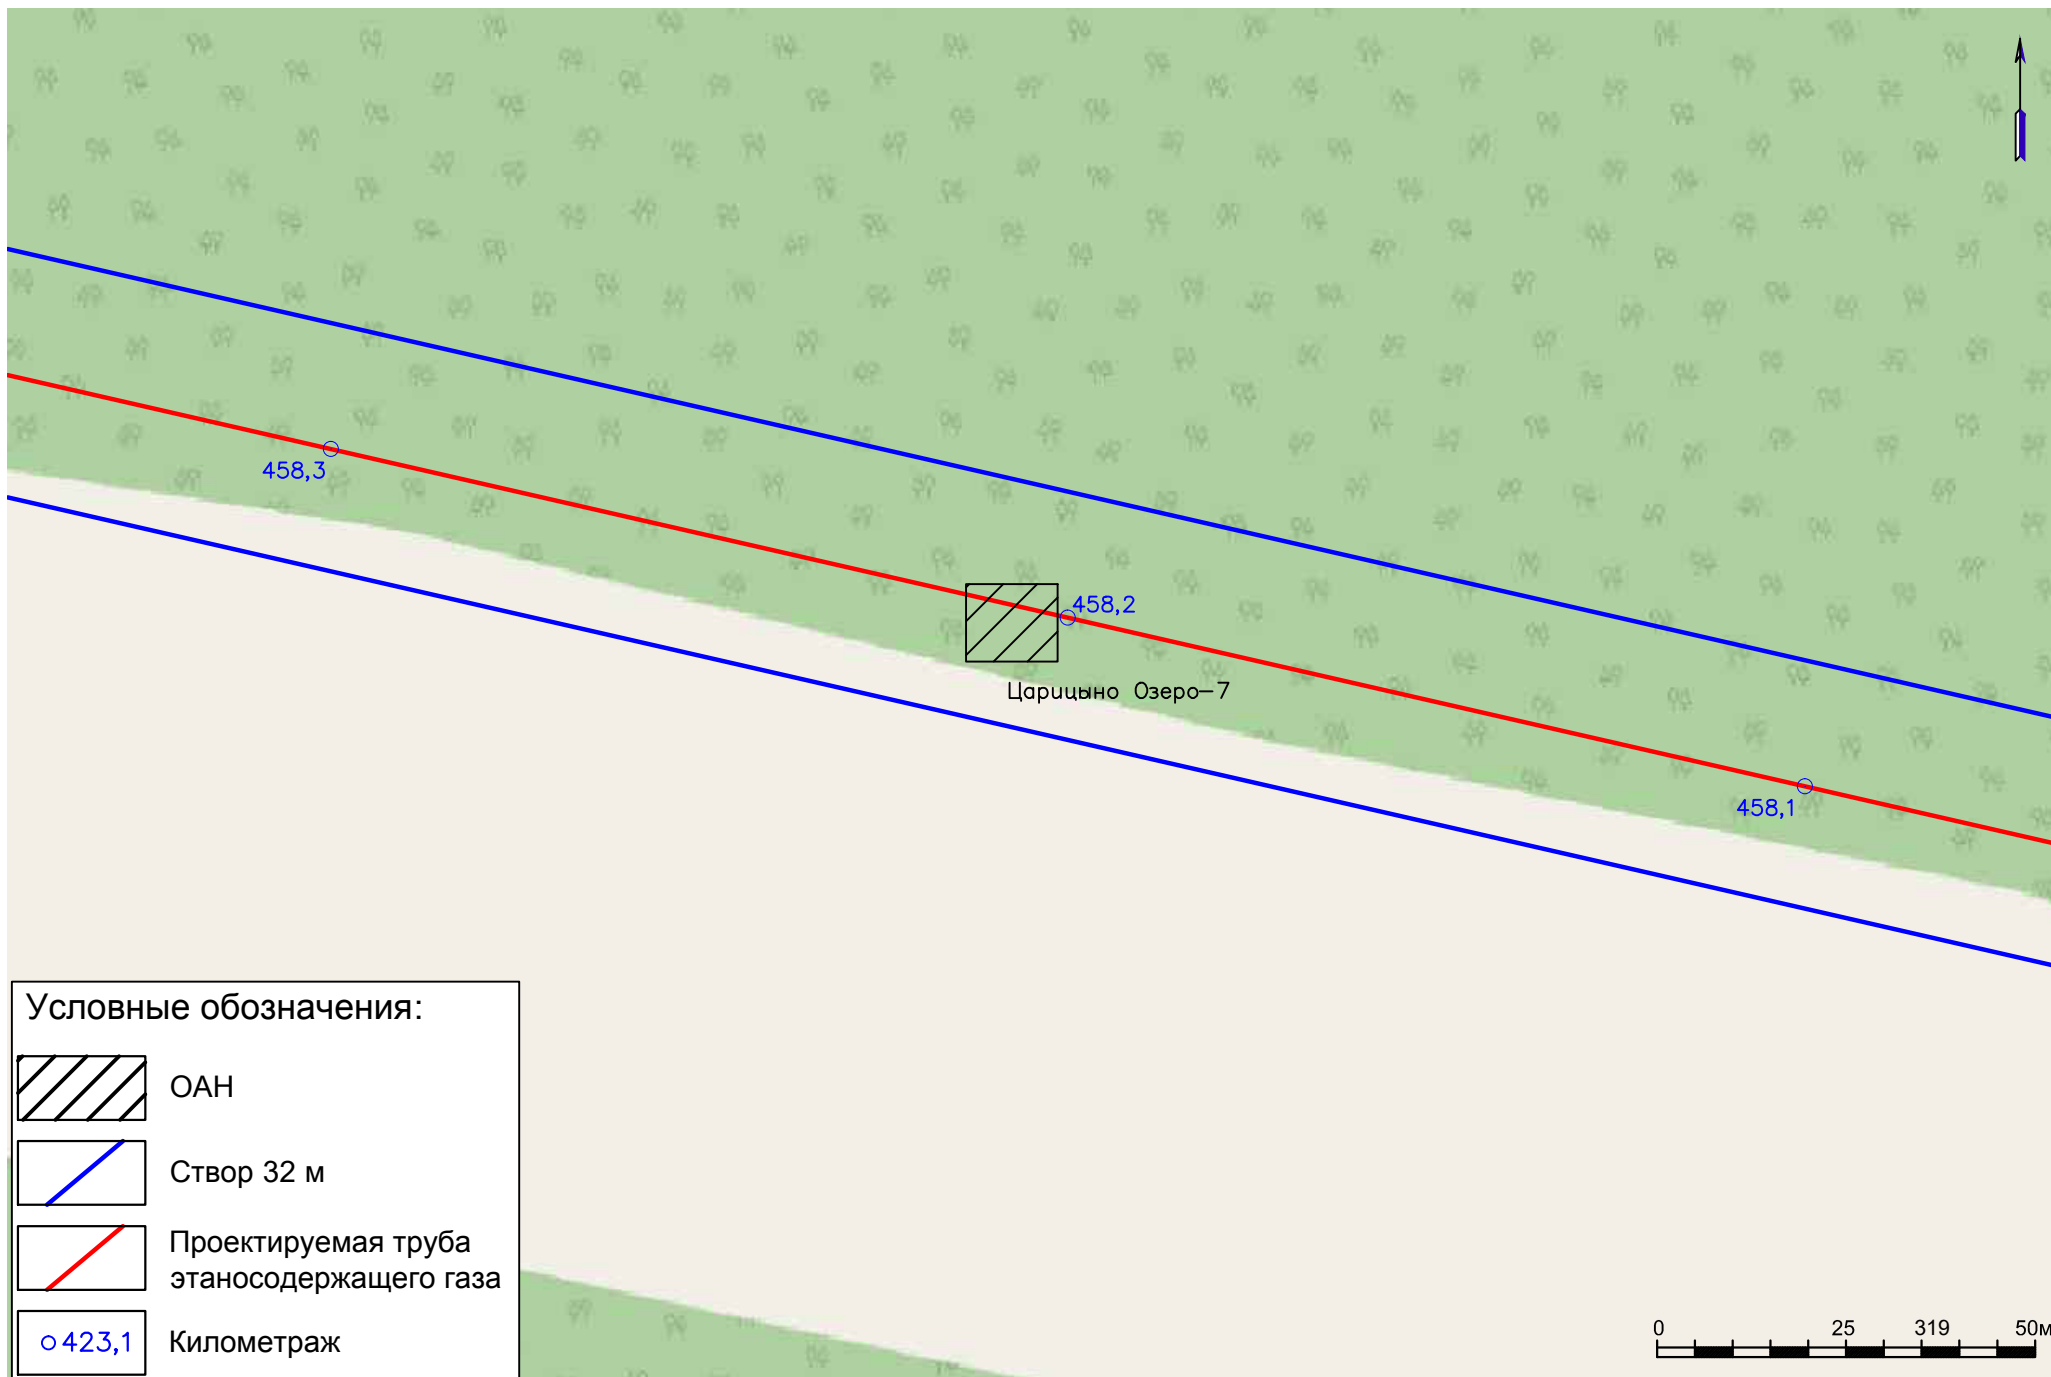 458,3
458,2
Царицыно Озеро-7
458,1
Условные обозначения:
ОАН
Створ 32 м
Проектируемая труба
этаносодержащего газа
423,1 Километраж
0 25 319 50м